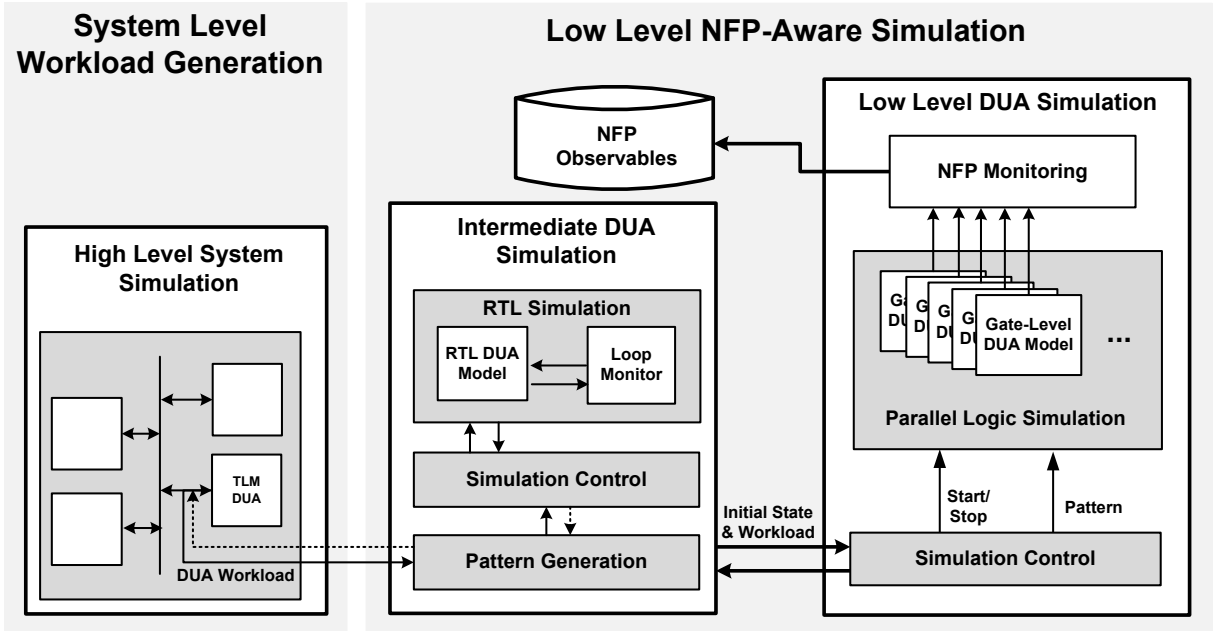 System Level
Workload Generation
High Level System
Simulation
TLM
DUA
DUA Workload
Low Level NFP-Aware Simulation
NFP
Observables
Intermediate DUA
Simulation
RTL Simulation
RTL DUA
Model
Loop
Monitor
Simulation Control
Pattern Generation
Initial State
& Workload
Low Level DUA Simulation
NFP Monitoring
Gate-Level
DUA Model
...
Parallel Logic Simulation
Start/
Stop
Pattern
Simulation Control